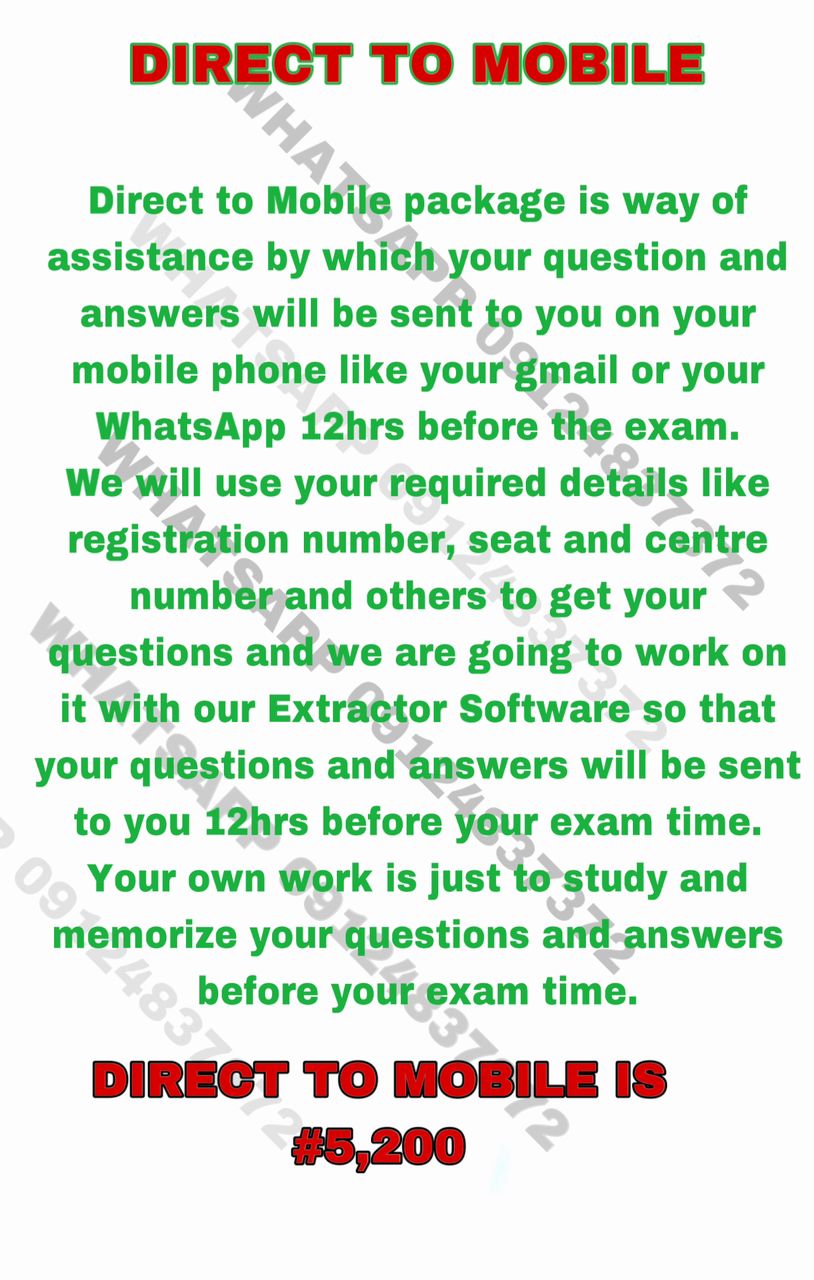 DIRECT TO MOBILE
Direct to Mobile package is way of
assistance by which your question and
answers will be sent to you on your
mobile phone like your gmail or your
WhatsApp 12hrs before the exam.
We will use your required details like
registration number, seat and centre
number and others to get your
questions and we are going to work on
it with our Extractor Software so that
your questions and answers will be sent
to you 12hrs before your exam time.
Your own work is just to study and
memorize your questions and answers
before your exam time.
DIRECT TO MOBILE IS
#5,200
WHATSAPP 09124837372
WHATSAPP 09124837372
WHATSAPP 09124837372
WHATSAPP 09124837372
P 09124837372